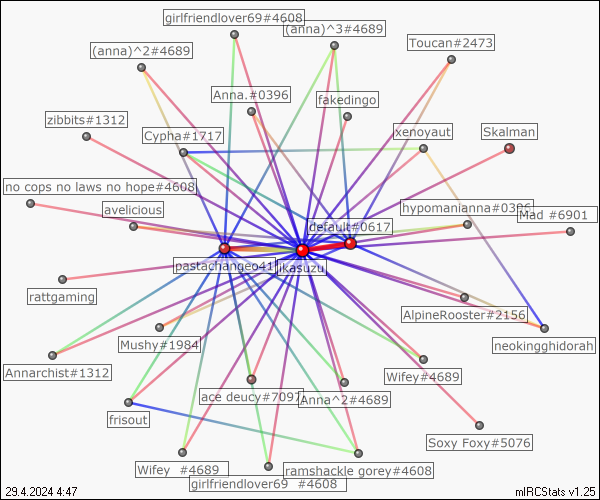 girlfriendlover69#4608
(anna)^3#4689
(anna)^2#4689
Toucan#2473
Anna.#0396
fakedingo
zibbits#1312
Cypha#1717
xenoyaut
Skalman
no cops no laws no hope#4608
avelicious
hypomanianna#0396
Mad #6901
default#0617
pastachangeo41
ikasuzu
rattgaming
AlpineRooster#2156
Mushy#1984
neokingghidorah
Annarchist#1312
Wifey#4689
ace deucy#7097
Anna^2#4689
frisout
Soxy Foxy#5076
Wifey  #4689
ramshackle gorey#4608
girlfriendlover69  #4608
29.4.2024 4:47
mIRCStats v1.25